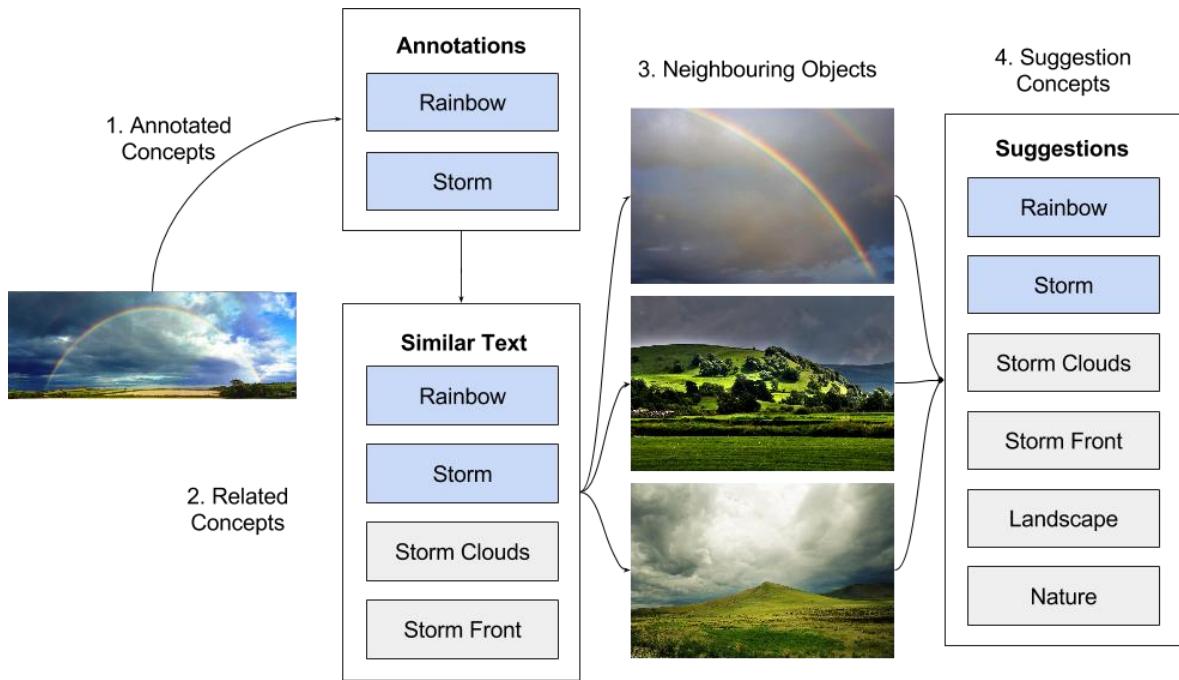 1. Annotated
Concepts
Annotations
Rainbow
Storm
2. Related
Concepts
Similar Text
Rainbow
Storm
Storm Clouds
Storm Front
3. Neighbouring Objects
4. Suggestion
Concepts
Suggestions
Rainbow
Storm
Storm Clouds
Storm Front
Landscape
Nature